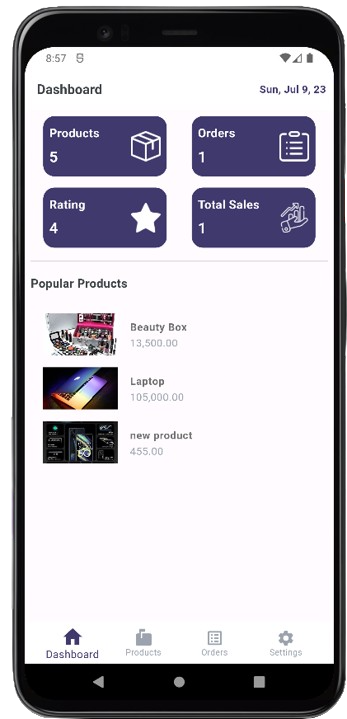 8:57
Dashboard
Sun, Jul 9, 23
Products
5
Orders
1
Rating
4
Total Sales
1
Popular Products
Beauty Box
13,500.00
Laptop
105,000.00
new product
455.00
Dashboard
Products
Orders
Settings